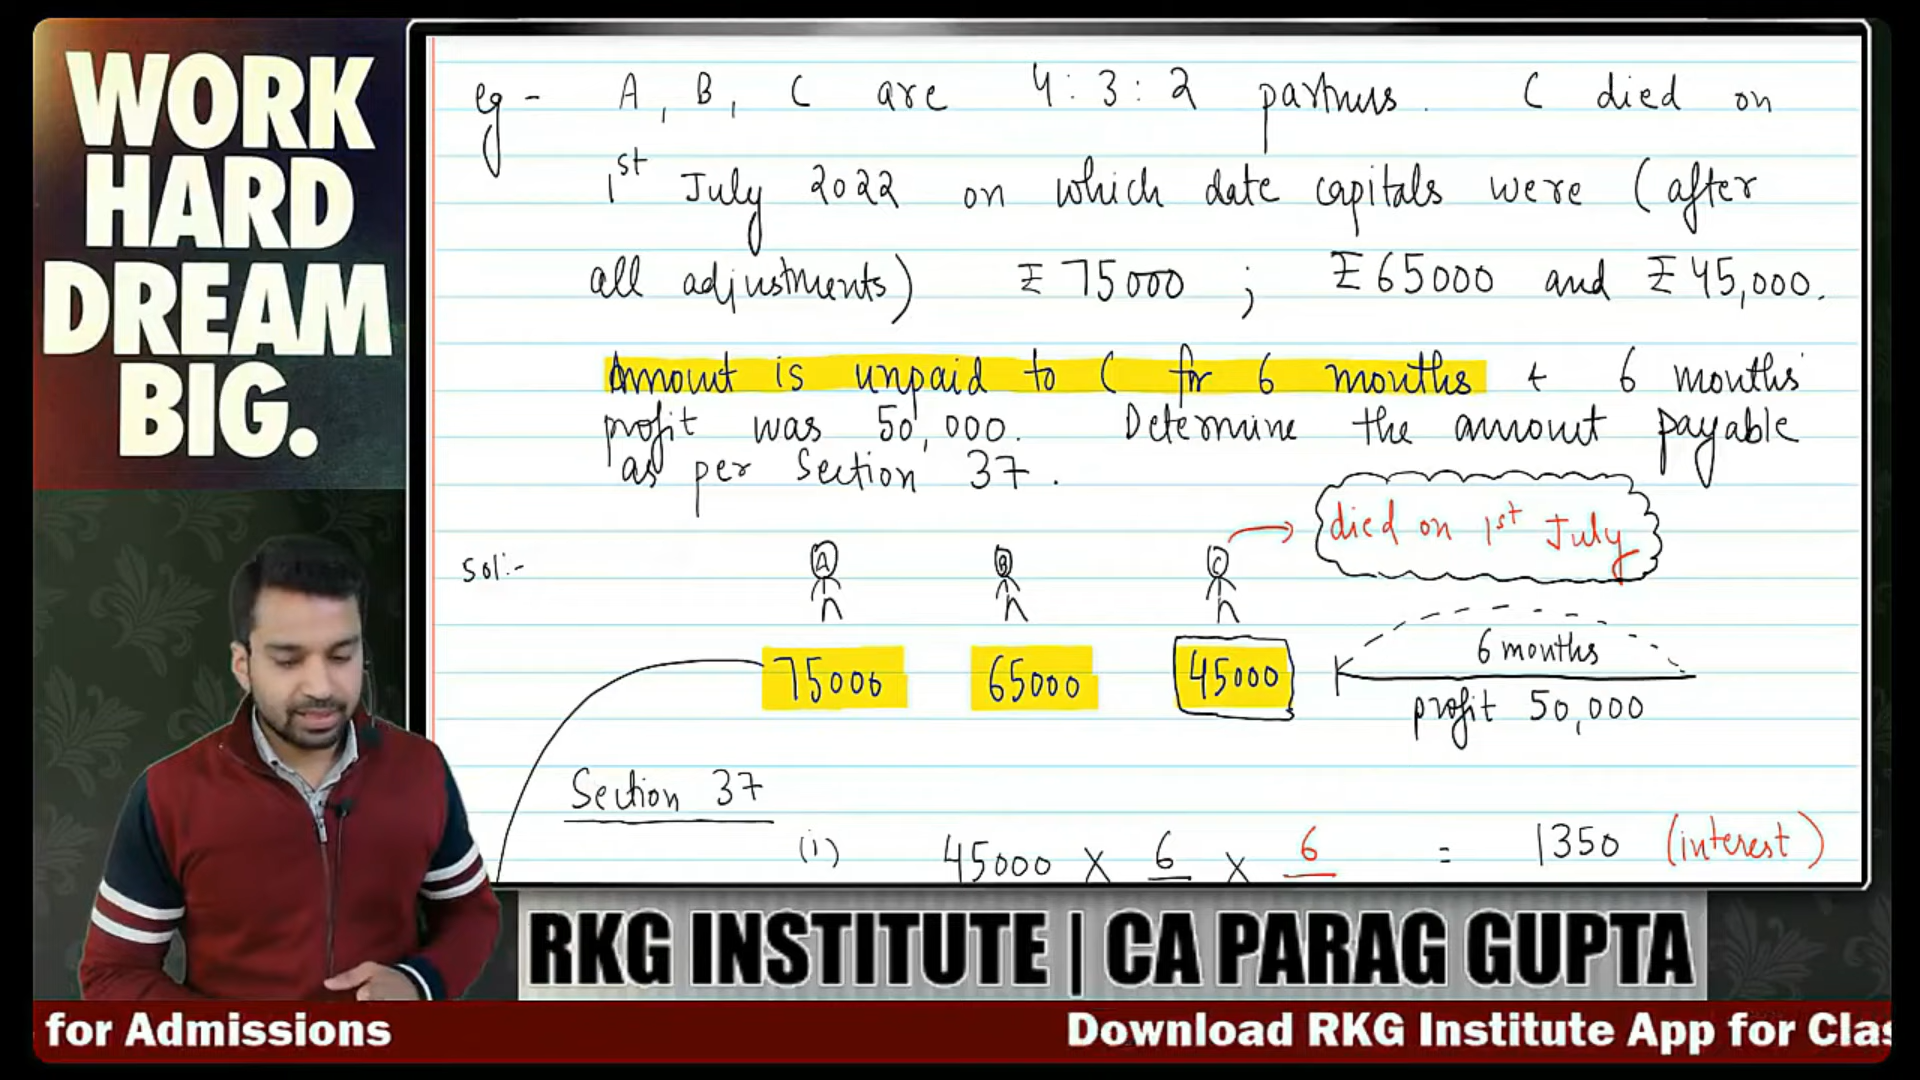 WORK
HARD
DREAM
BIG.
eg - A, B, C are 4:3:2 partners. C died on
1st July 2022 on which date capitals were (after
all adjustments) ₹75000 ; ₹65000 and ₹45,000.
Amount is unpaid to C for 6 months & 6 months'
profit was 50,000. Determine the amount payable
as per Section 37.
died on 1st July
Sol:-
A B C
6 months
75000 65000 45000
profit 50,000
Section 37
(i) 45000 × 6 × 6 = 1350 (interest)
RKG INSTITUTE | CA PARAG GUPTA
for Admissions Download RKG Institute App for Clas